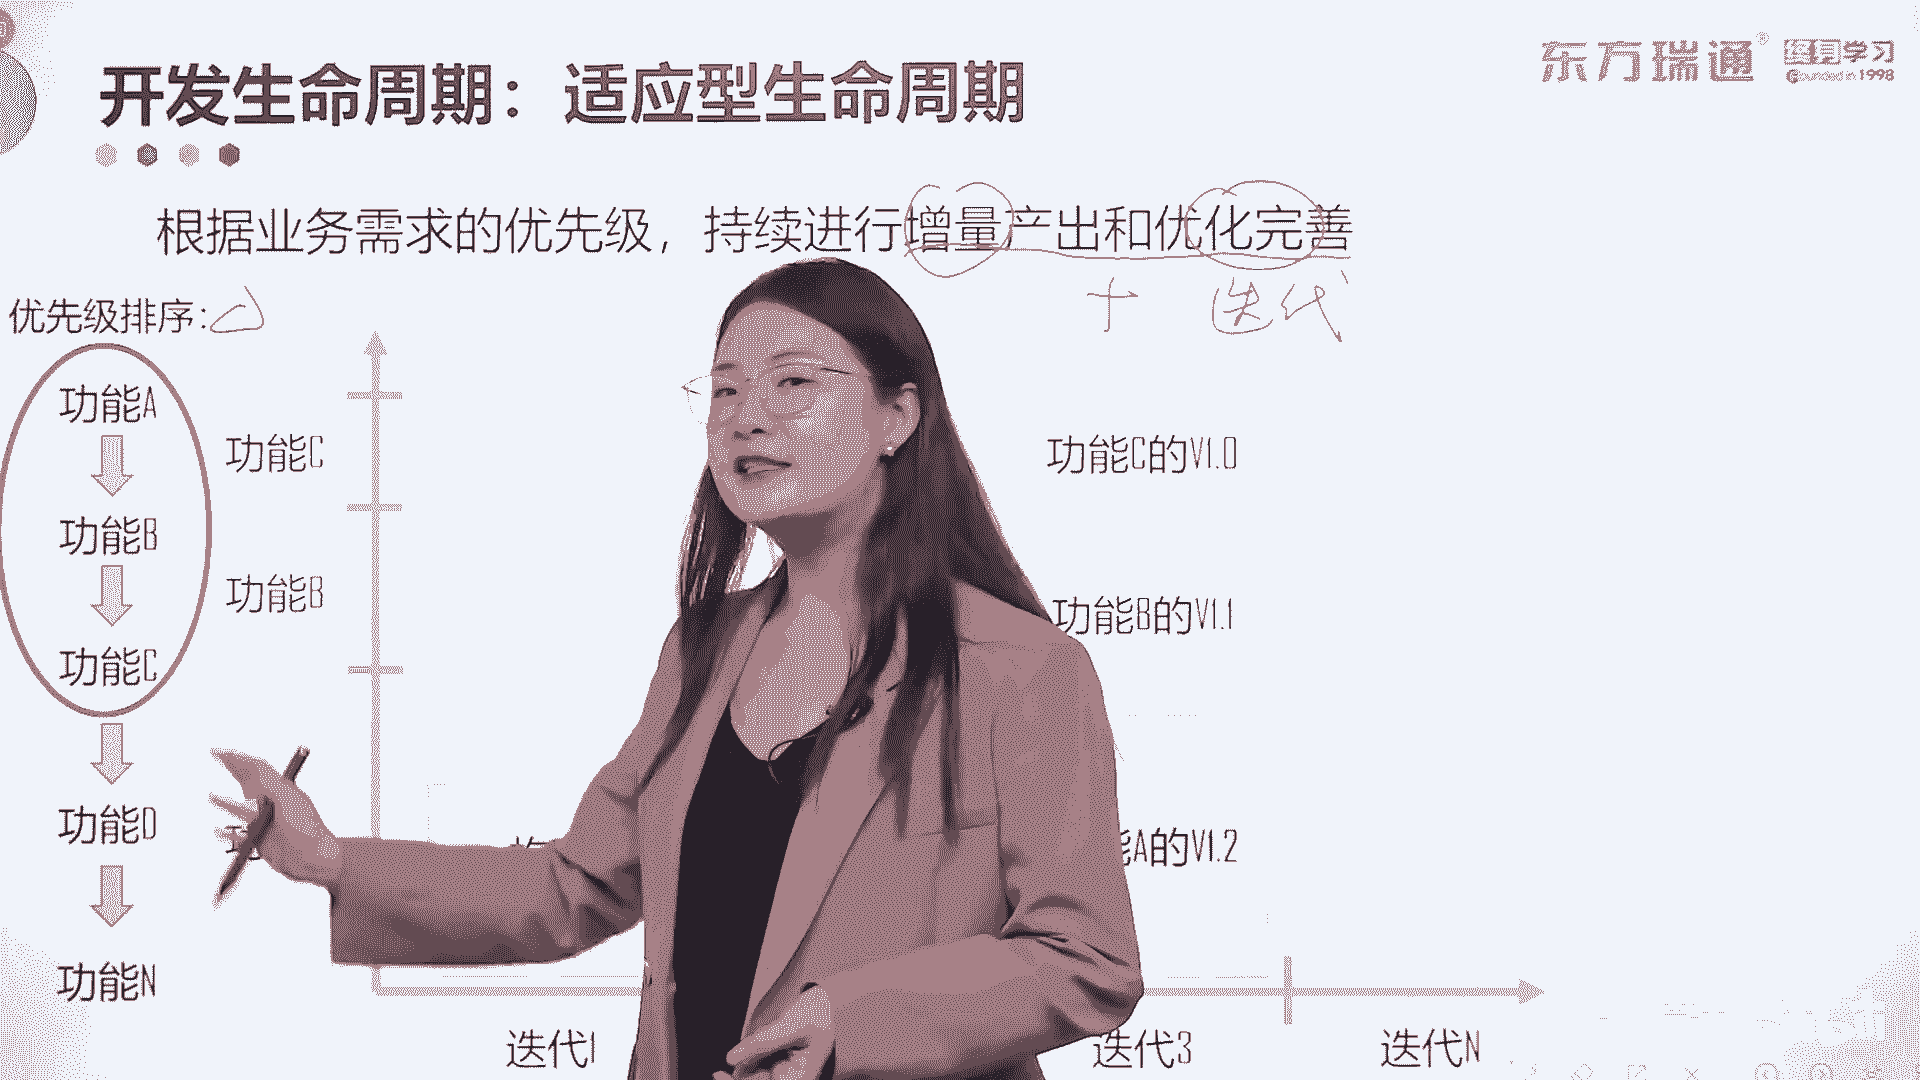 开发生命周期：适应型生命周期
东方瑞通® 终身学习
Founded in 1998
根据业务需求的优先级，持续进行增量产出和优化完善
十 迭代
优先级排序：
功能A
功能B
功能C
功能D
功能N
功能C
功能B
功能C的V1.0
功能B的V1.1
能A的V1.2
迭代1
迭代3
迭代N